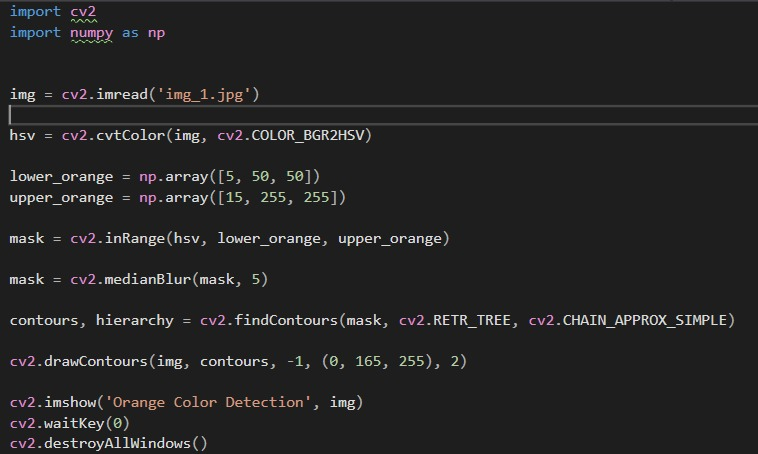 import cv2
import numpy as np
img = cv2.imread('img_1.jpg')
hsv = cv2.cvtColor(img, cv2.COLOR_BGR2HSV)
lower_orange = np.array([5, 50, 50])
upper_orange = np.array([15, 255, 255])
mask = cv2.inRange(hsv, lower_orange, upper_orange)
mask = cv2.medianBlur(mask, 5)
contours, hierarchy = cv2.findContours(mask, cv2.RETR_TREE, cv2.CHAIN_APPROX_SIMPLE)
cv2.drawContours(img, contours, -1, (0, 165, 255), 2)
cv2.imshow('Orange Color Detection', img)
cv2.waitKey(0)
cv2.destroyAllWindows()